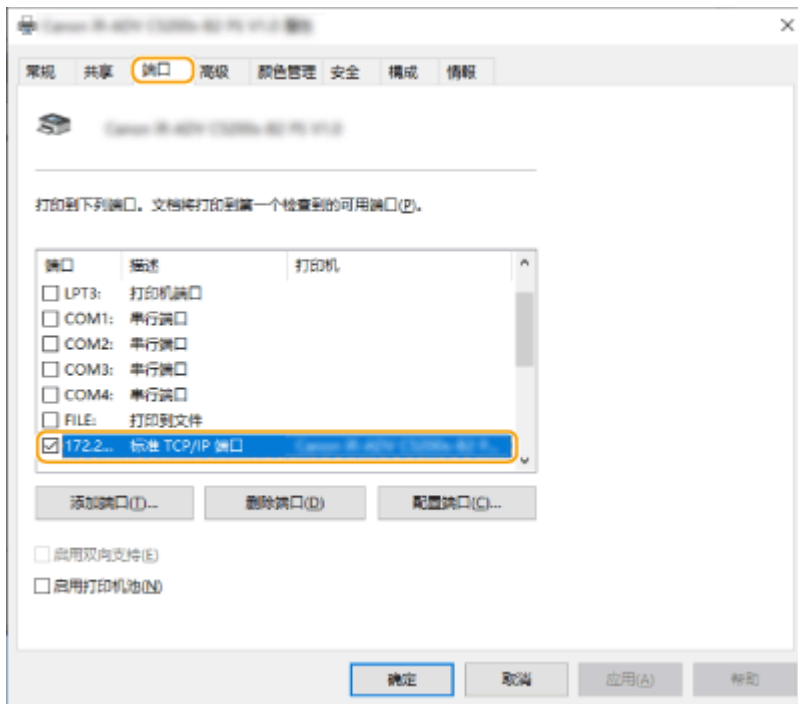 常规 共享 端口 高级 颜色管理 安全 構成 情報
打印到下列端口。文档将打印到第一个检查到的可用端口(P)。
端口 描述 打印机
LPT3: 打印机端口
COM1: 串行端口
COM2: 串行端口
COM3: 串行端口
COM4: 串行端口
FILE: 打印到文件
172.2... 标准 TCP/IP 端口
添加端口(T)... 删除端口(D) 配置端口(C)...
启用双向支持(E)
启用打印机池(N)
确定 取消 应用(A) 帮助